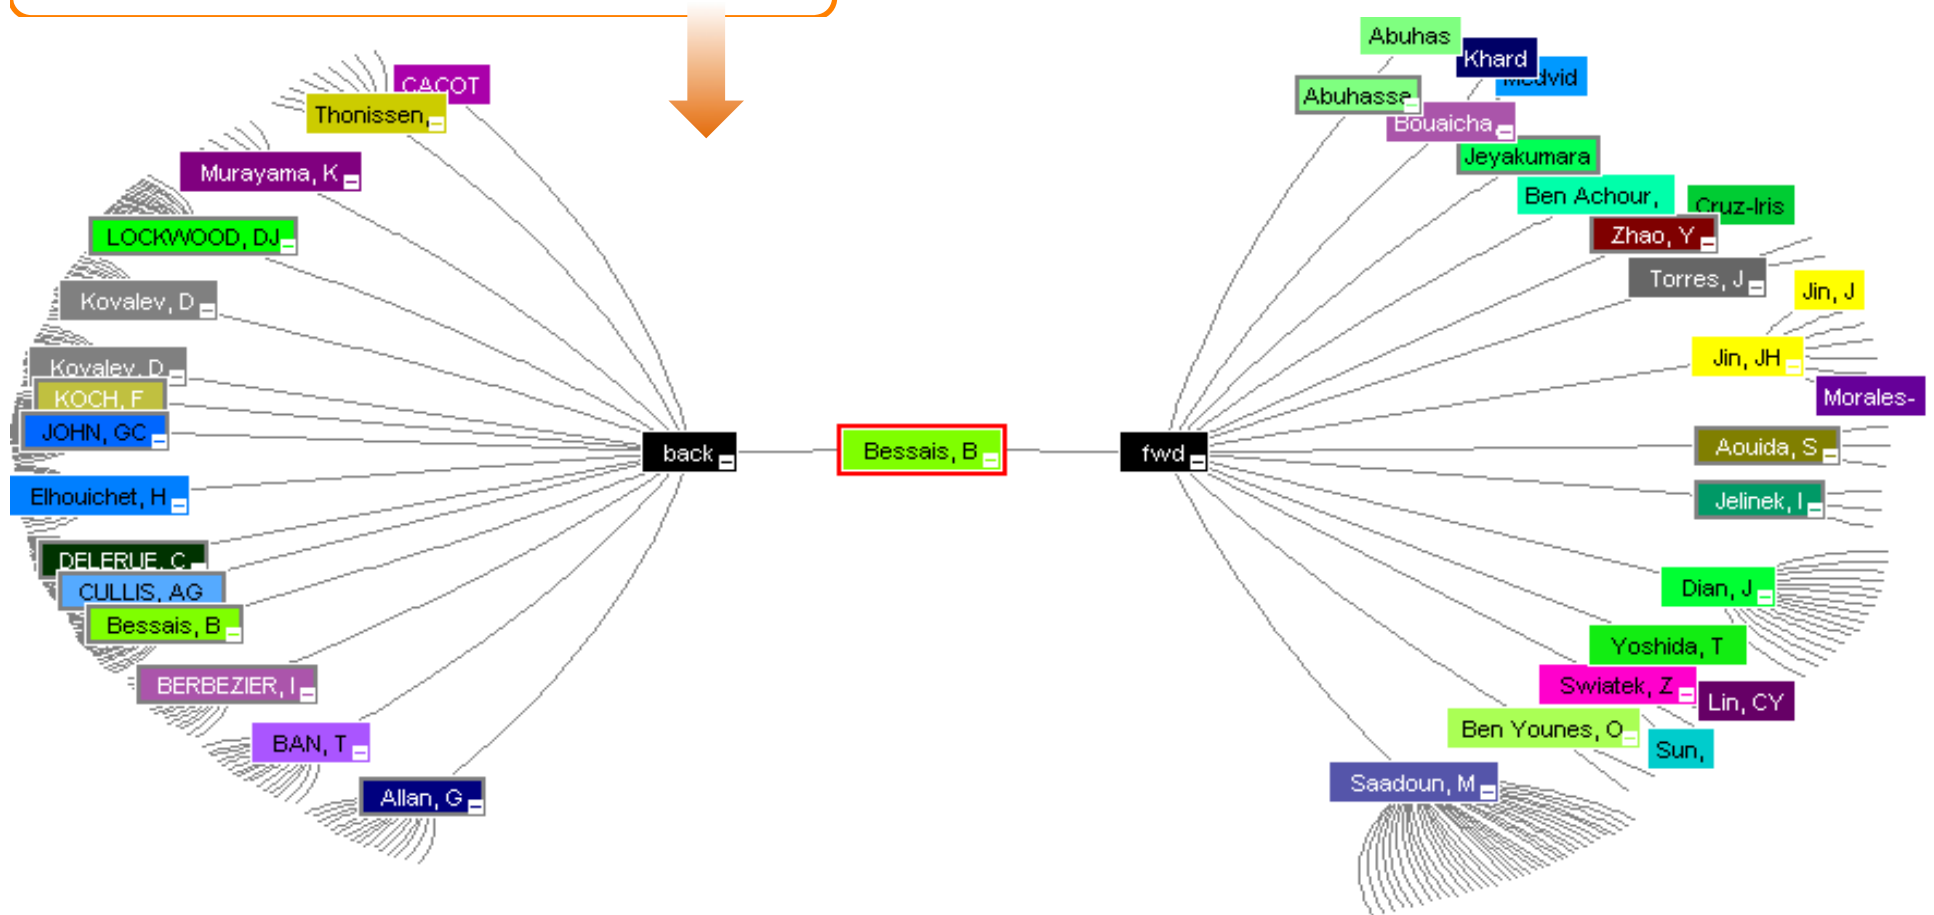 CACOT
Thonissen,
Murayama, K
LOCKWOOD, DJ
Kovalev, D
Kovalev, D
KOCH, F
JOHN, GC
Elhouichet, H
DELERUE, C
CULLIS, AG
Bessais, B
BERBEZIER, I
BAN, T
Allan, G
back
Bessais, B
fwd
Abuhas
Khard
Medvid
Abuhasse
Bouaicha,
Jeyakumara
Ben Achour,
Cruz-Iris
Zhao, Y
Torres, J
Jin, J
Jin, JH
Morales-
Aouida, S
Jelinek, I
Dian, J
Yoshida, T
Swiatek, Z
Lin, CY
Ben Younes, O
Sun,
Saadoun, M